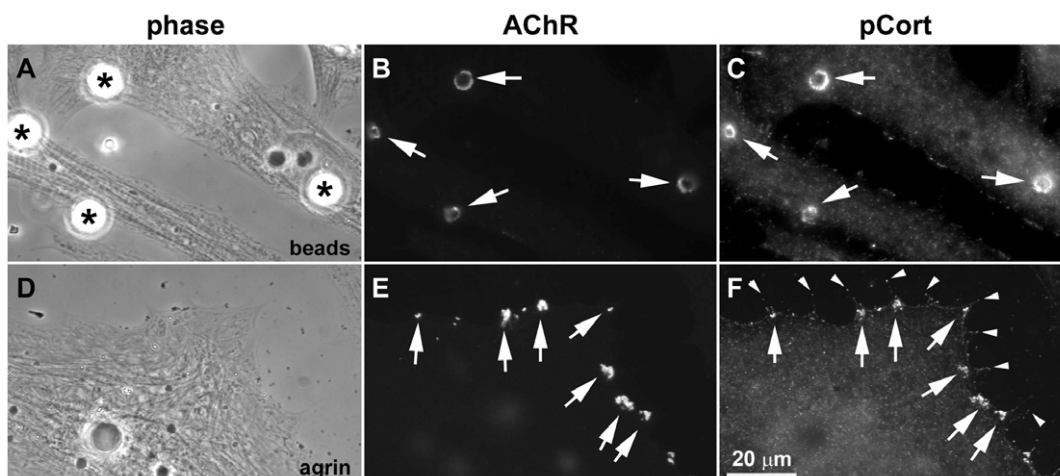 phase AChR pCort
A B C
* * * *
beads
D E F
agrin 20 µm